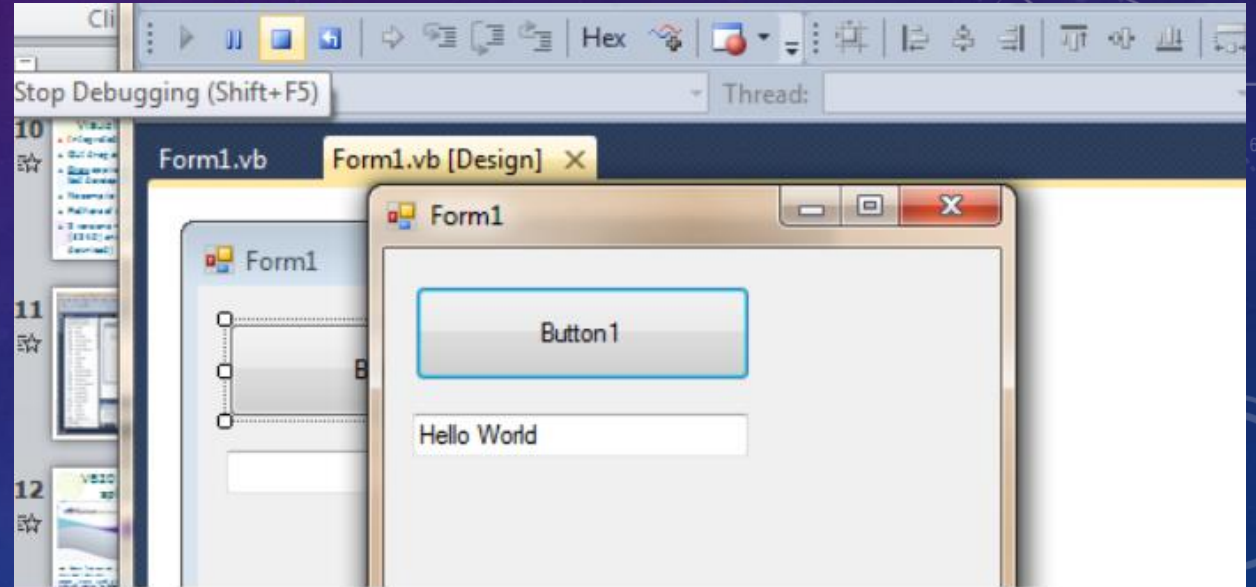 Cli
Hex
Stop Debugging (Shift+F5)
Thread:
10
Form1.vb
Form1.vb [Design]
Form1
Form1
Button1
B
11
Hello World
12